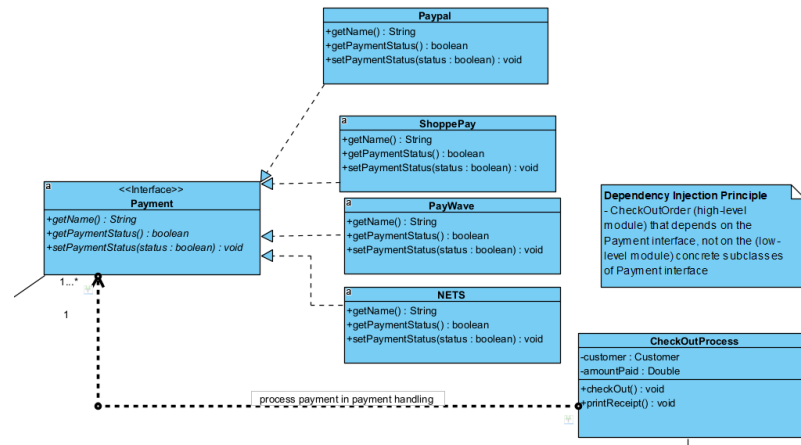 Paypal
+getName() : String
+getPaymentStatus() : boolean
+setPaymentStatus(status : boolean) : void
a
ShoppePay
+getName() : String
+getPaymentStatus() : boolean
+setPaymentStatus(status : boolean) : void
a
<<Interface>>
Payment
+getName() : String
+getPaymentStatus() : boolean
+setPaymentStatus(status : boolean) : void
a
PayWave
+getName() : String
+getPaymentStatus() : boolean
+setPaymentStatus(status : boolean) : void
Dependency Injection Principle
- CheckOutOrder (high-level
module) that depends on the
Payment interface, not on the (low-
level module) concrete subclasses
of Payment interface
1...*
1
a
NETS
+getName() : String
+getPaymentStatus() : boolean
+setPaymentStatus(status : boolean) : void
CheckOutProcess
-customer : Customer
-amountPaid : Double
+checkOut() : void
+printReceipt() : void
process payment in payment handling